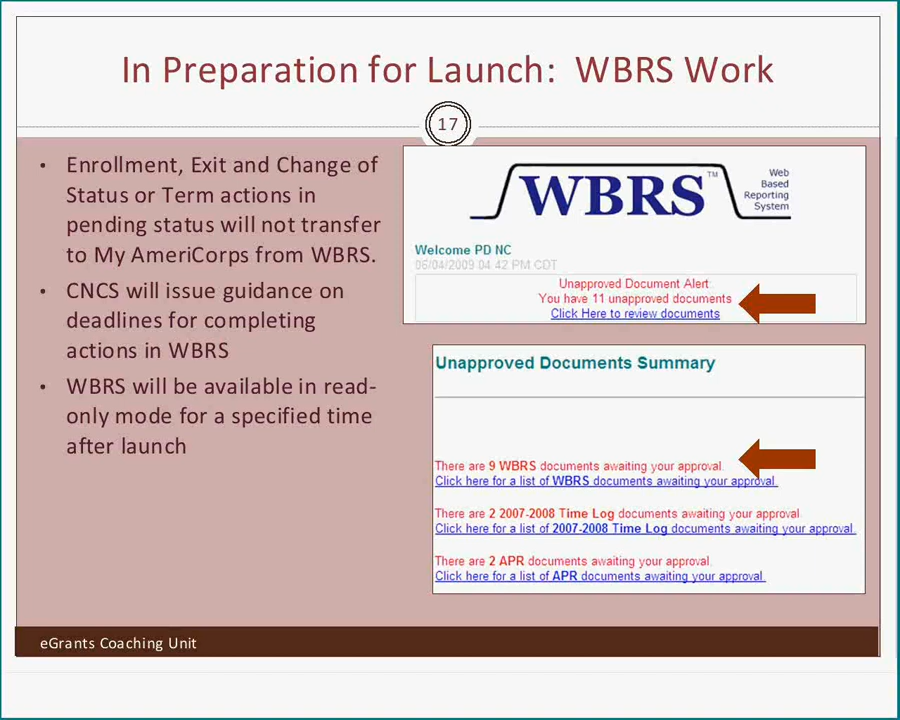 In Preparation for Launch:  WBRS Work
17
• Enrollment, Exit and Change of
Status or Term actions in
pending status will not transfer
to My AmeriCorps from WBRS.
• CNCS will issue guidance on
deadlines for completing
actions in WBRS
• WBRS will be available in read-
only mode for a specified time
after launch
WBRS™
Web
Based
Reporting
System
Welcome PD NC
06/04/2009 04:42 PM CDT
Unapproved Document Alert
You have 11 unapproved documents
Click Here to review documents
Unapproved Documents Summary
There are 9 WBRS documents awaiting your approval.
Click here for a list of WBRS documents awaiting your approval.
There are 2 2007-2008 Time Log documents awaiting your approval.
Click here for a list of 2007-2008 Time Log documents awaiting your approval.
There are 2 APR documents awaiting your approval.
Click here for a list of APR documents awaiting your approval.
eGrants Coaching Unit